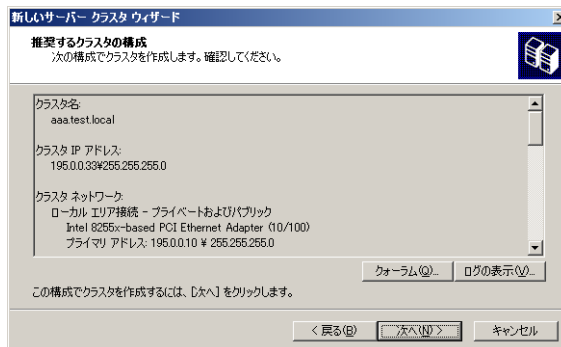 新しいサーバー クラスタ ウィザード
推奨するクラスタの構成
次の構成でクラスタを作成します。確認してください。
クラスタ名:
aaa.test.local
クラスタ IP アドレス:
195.0.0.33¥255.255.255.0
クラスタ ネットワーク:
ローカル エリア接続 - プライベートおよびパブリック
Intel 8255x-based PCI Ethernet Adapter (10/100)
プライマリ アドレス: 195.0.0.10 ¥ 255.255.255.0
クォーラム(Q)... ログの表示(V)...
この構成でクラスタを作成するには、[次へ] をクリックします。
< 戻る(B) 次へ(N) > キャンセル